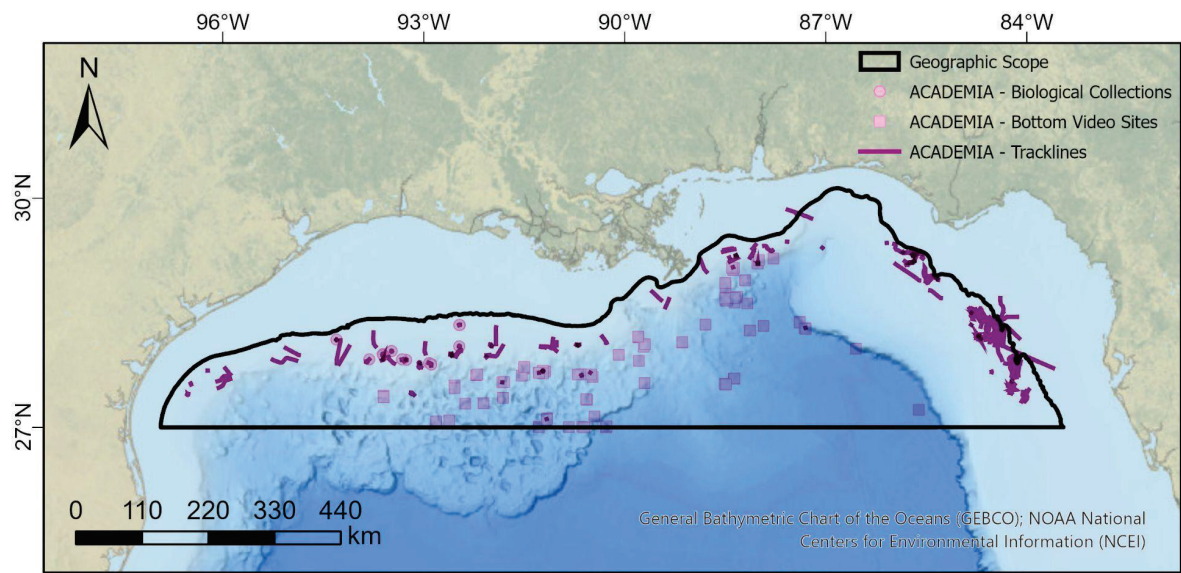 96°W 93°W 90°W 87°W 84°W
N
Geographic Scope
ACADEMIA - Biological Collections
ACADEMIA - Bottom Video Sites
ACADEMIA - Tracklines
30°N
27°N
0 110 220 330 440
km
General Bathymetric Chart of the Oceans (GEBCO); NOAA National
Centers for Environmental Information (NCEI)